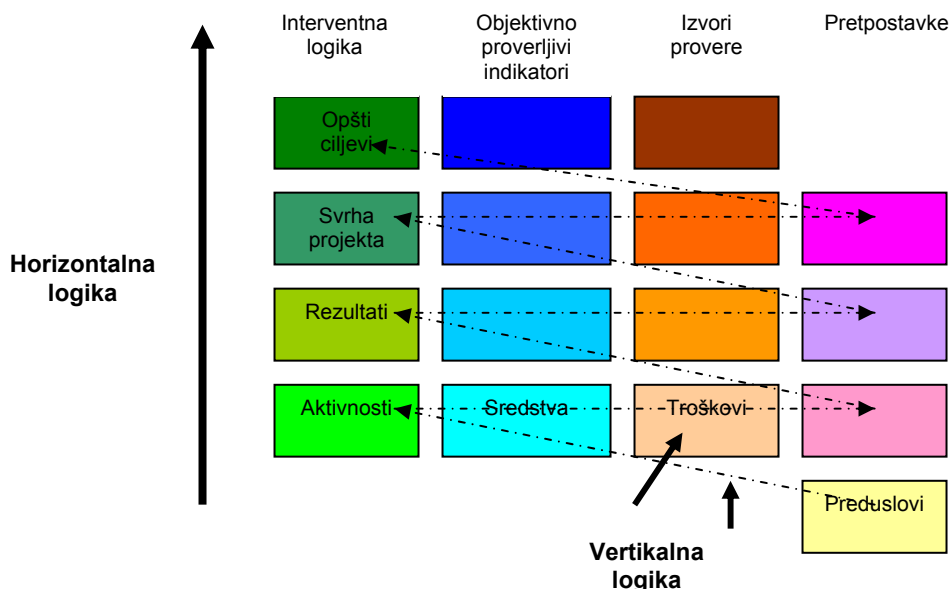 Interventna
logika
Objektivno
proverljivi
indikatori
Izvori
provere
Pretpostavke
Opšti
ciljevi
Svrha
projekta
Horizontalna
logika
Rezultati
Aktivnosti
Sredstva
Troškovi
Preduslovi
Vertikalna
logika